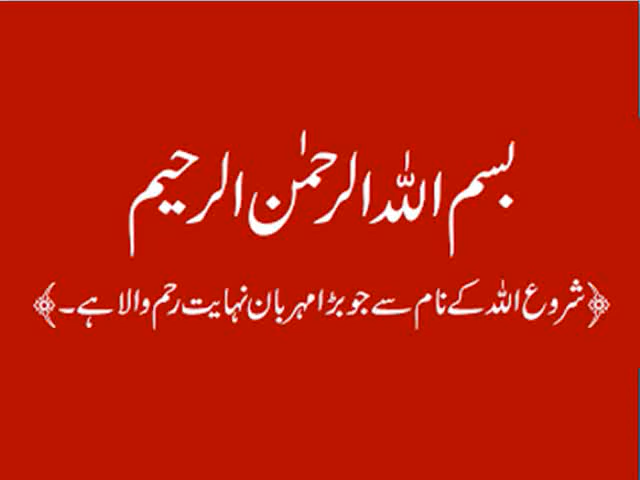 بسم اللہ الرحمٰن الرحیم
﴿شروع اللہ کے نام سے جو بڑا مہربان نہایت رحم والا ہے۔﴾